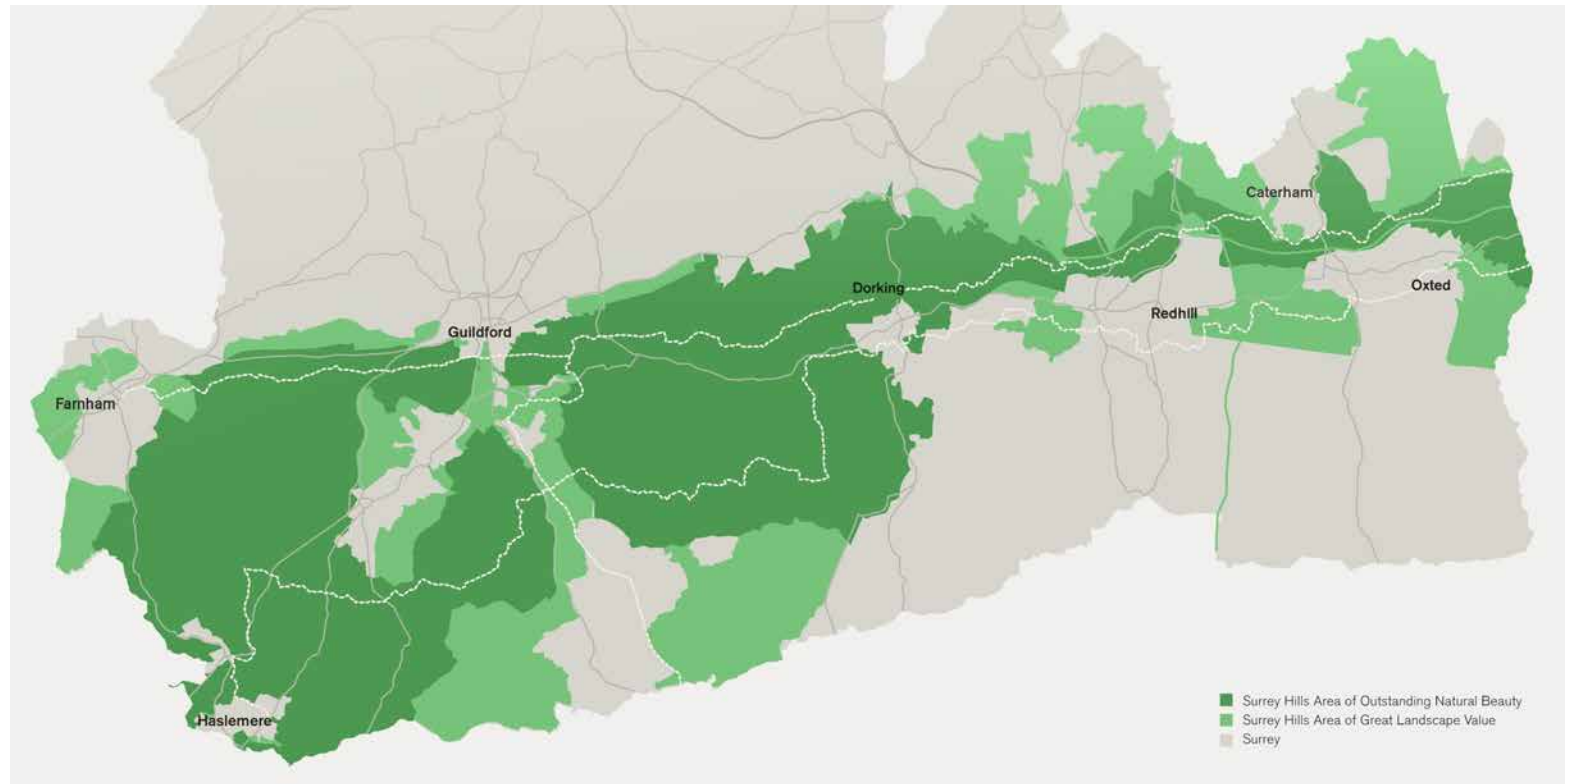 Caterham
Oxted
Dorking
Redhill
Guildford
Farnham
Haslemere
Surrey Hills Area of Outstanding Natural Beauty
Surrey Hills Area of Great Landscape Value
Surrey